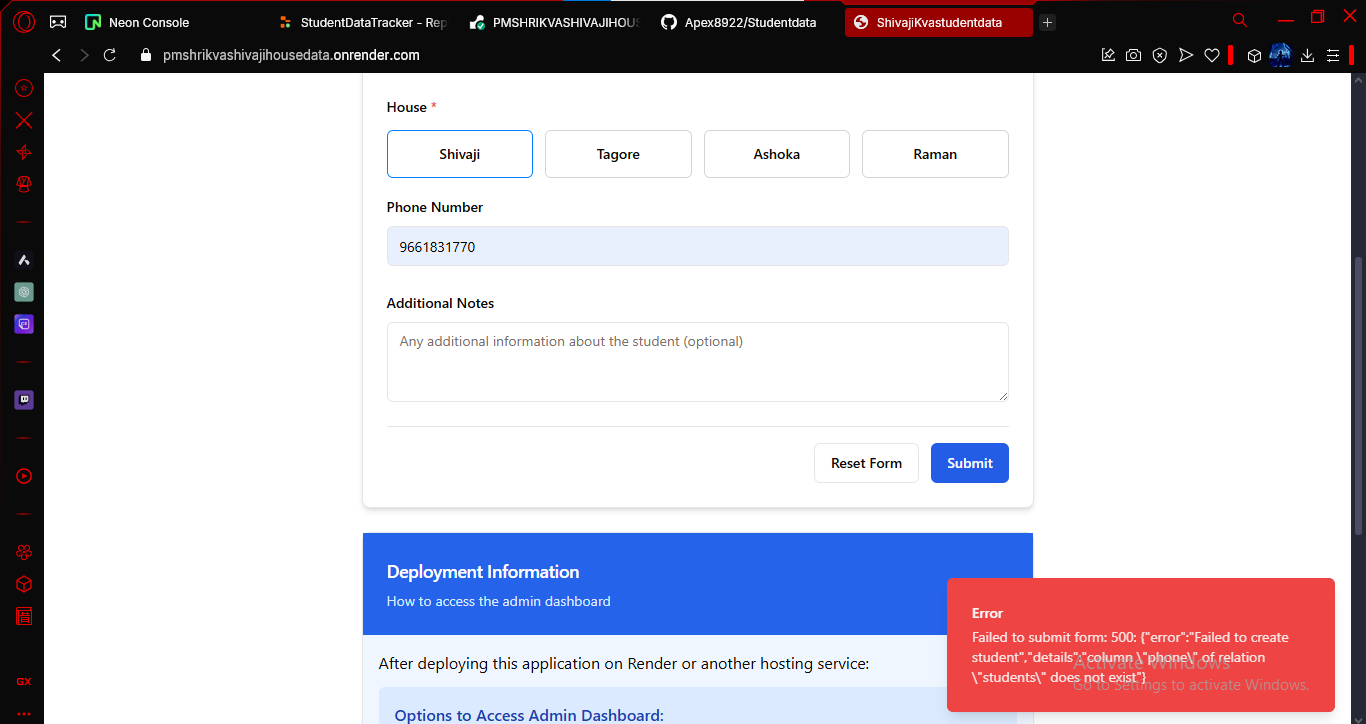 Neon Console
StudentDataTracker - Rep
PMSHRIKVASHIVAJIHOUS
Apex8922/Studentdata
ShivajiKvastudentdata
pmshrikvashivajihousedata.onrender.com
House *
Shivaji
Tagore
Ashoka
Raman
Phone Number
9661831770
Additional Notes
Any additional information about the student (optional)
Reset Form
Submit
Deployment Information
How to access the admin dashboard
After deploying this application on Render or another hosting service:
Options to Access Admin Dashboard:
Error
Failed to submit form: 500: {"error":"Failed to create
student","details":"column \"phone\" of relation
\"students\" does not exist"}
Activate Windows
Go to Settings to activate Windows.
GX